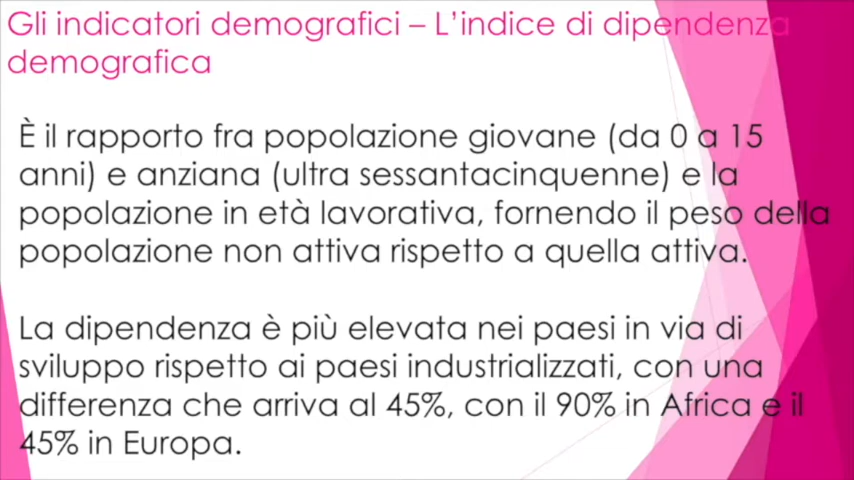 Gli indicatori demografici – L’indice di dipendenza
demografica
È il rapporto fra popolazione giovane (da 0 a 15
anni) e anziana (ultra sessantacinquenne) e la
popolazione in età lavorativa, fornendo il peso della
popolazione non attiva rispetto a quella attiva.
La dipendenza è più elevata nei paesi in via di
sviluppo rispetto ai paesi industrializzati, con una
differenza che arriva al 45%, con il 90% in Africa e il
45% in Europa.